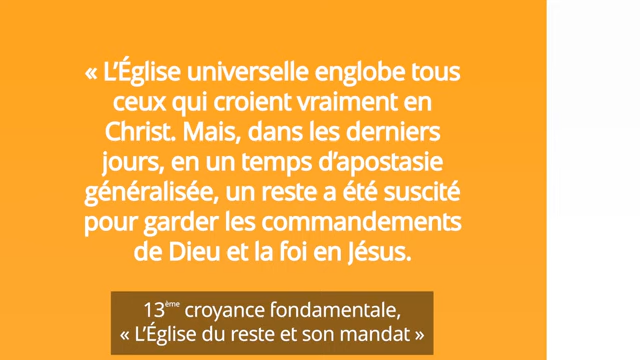 « L’Église universelle englobe tous
ceux qui croient vraiment en
Christ. Mais, dans les derniers
jours, en un temps d’apostasie
généralisée, un reste a été suscité
pour garder les commandements
de Dieu et la foi en Jésus.
13ème croyance fondamentale,
« L’Église du reste et son mandat »